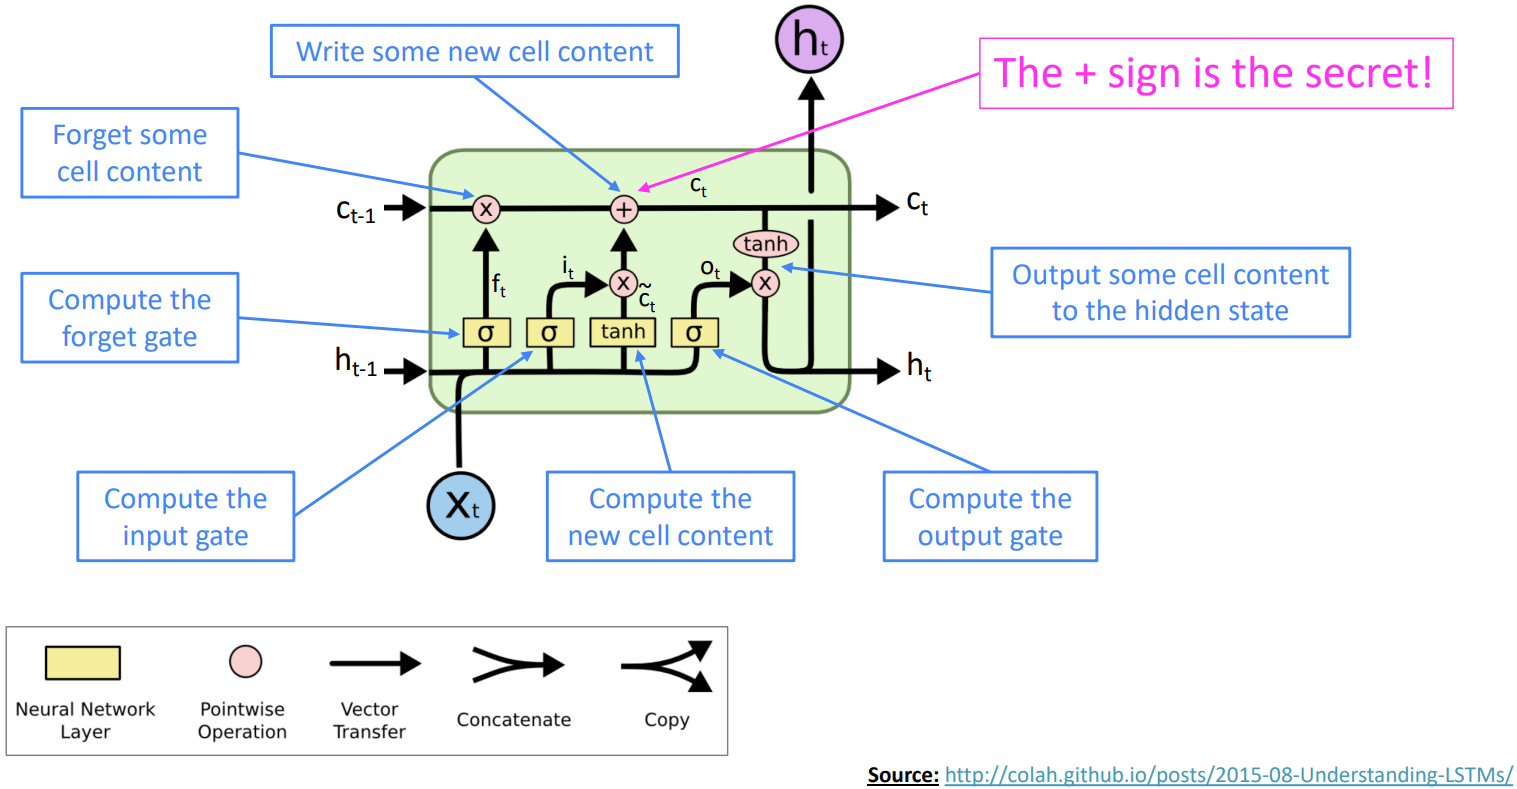 h_t
Write some new cell content
The + sign is the secret!
Forget some
cell content
c_t
c_t-1
x
+
c_t
tanh
Output some cell content
to the hidden state
i_t
o_t
f_t
x
c̃_t
x
Compute the
forget gate
σ
σ
tanh
σ
h_t-1
h_t
Compute the
input gate
x_t
Compute the
new cell content
Compute the
output gate
Neural Network
Layer
Pointwise
Operation
Vector
Transfer
Concatenate
Copy
Source: http://colah.github.io/posts/2015-08-Understanding-LSTMs/